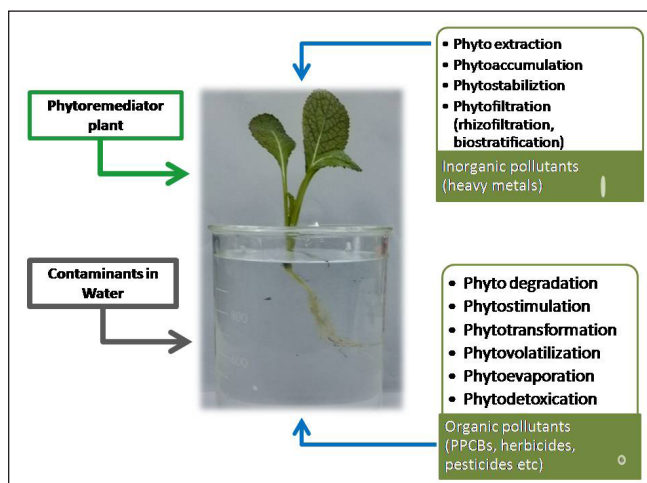 Phytoremediator
plant
Contaminants in
Water
• Phyto extraction
• Phytoaccumulation
• Phytostabiliztion
• Phytofiltration
(rhizofiltration,
biostratification)
Inorganic pollutants
(heavy metals)
• Phyto degradation
• Phytostimulation
• Phytotransformation
• Phytovolatilization
• Phytoevaporation
• Phytodetoxication
Organic pollutants
(PPCBs, herbicides,
pesticides etc)